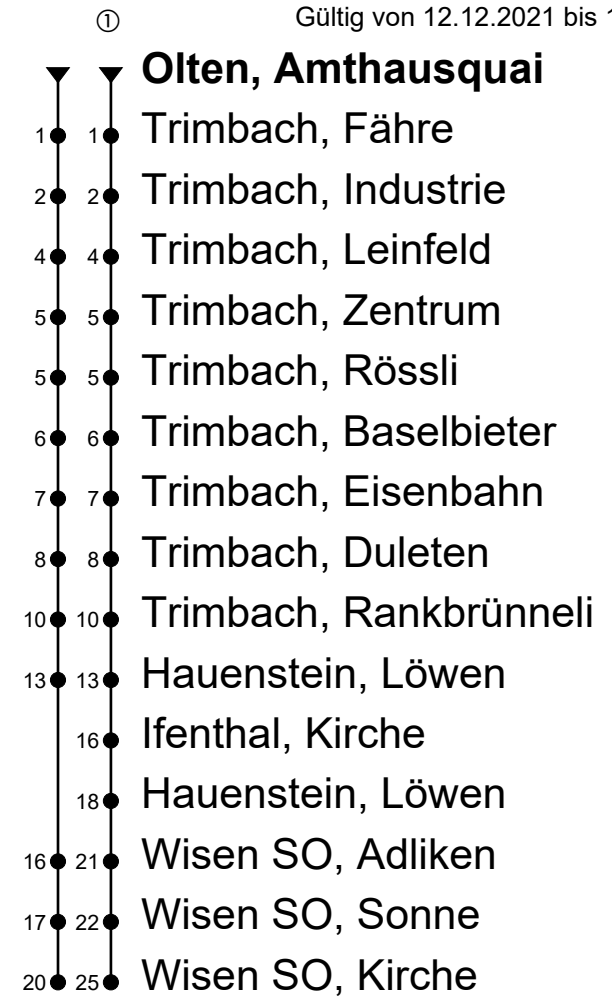 ① Gültig von 12.12.2021 bis
Olten, Amthausquai
1 1 Trimbach, Fähre
2 2 Trimbach, Industrie
4 4 Trimbach, Leinfeld
5 5 Trimbach, Zentrum
5 5 Trimbach, Rössli
6 6 Trimbach, Baselbieter
7 7 Trimbach, Eisenbahn
8 8 Trimbach, Duleten
10 10 Trimbach, Rankbrünneli
13 13 Hauenstein, Löwen
16 Ifenthal, Kirche
18 Hauenstein, Löwen
16 21 Wisen SO, Adliken
17 22 Wisen SO, Sonne
20 25 Wisen SO, Kirche